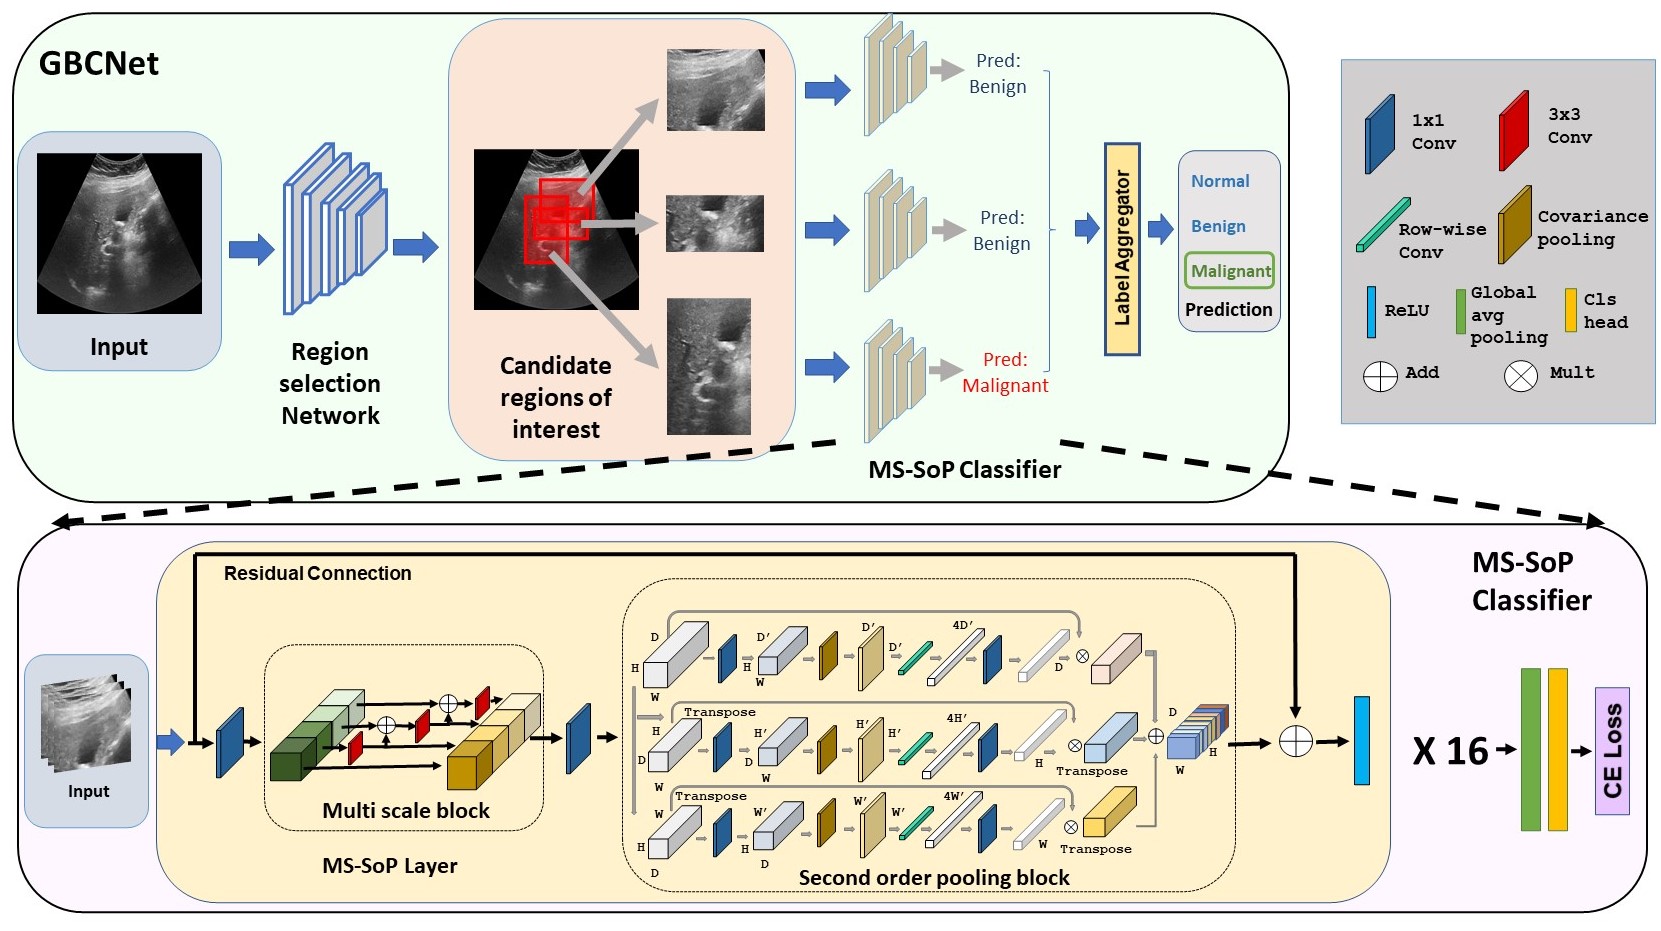 GBCNet
Input
Region
selection
Network
Candidate
regions of
interest
Pred:
Benign
Pred:
Benign
Pred:
Malignant
MS-SoP Classifier
Label Aggregator
Normal
Benign
Malignant
Prediction
1x1
Conv
3x3
Conv
Row-wise
Conv
Covariance
pooling
ReLU
Global
avg
pooling
Cls
head
Add
Mult
MS-SoP
Classifier
Residual Connection
Input
Multi scale block
MS-SoP Layer
D
H
W
H
D'
W
D'
D'
4D'
D
Transpose
H
D
W
D
H'
W
H'
H'
4H'
H
Transpose
Transpose
W
H
D
H
W'
D
W'
W'
4W'
W
Transpose
D
H
W
Second order pooling block
X 16
CE Loss